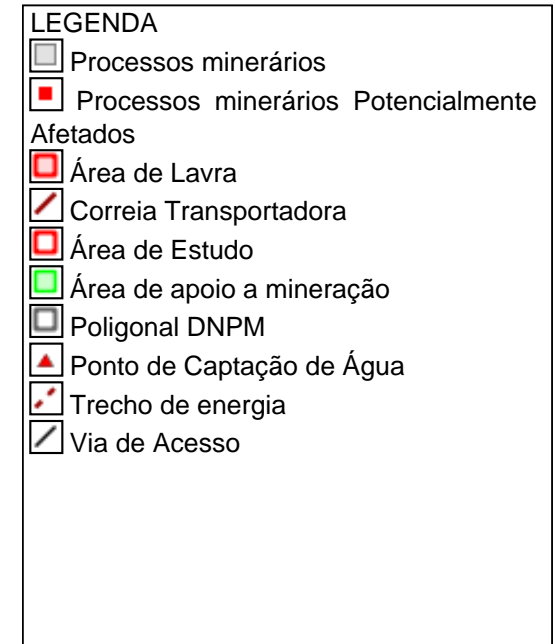 LEGENDA
Processos minerários
Processos minerários Potencialmente
Afetados
Área de Lavra
Correia Transportadora
Área de Estudo
Área de apoio a mineração
Poligonal DNPM
Ponto de Captação de Água
Trecho de energia
Via de Acesso